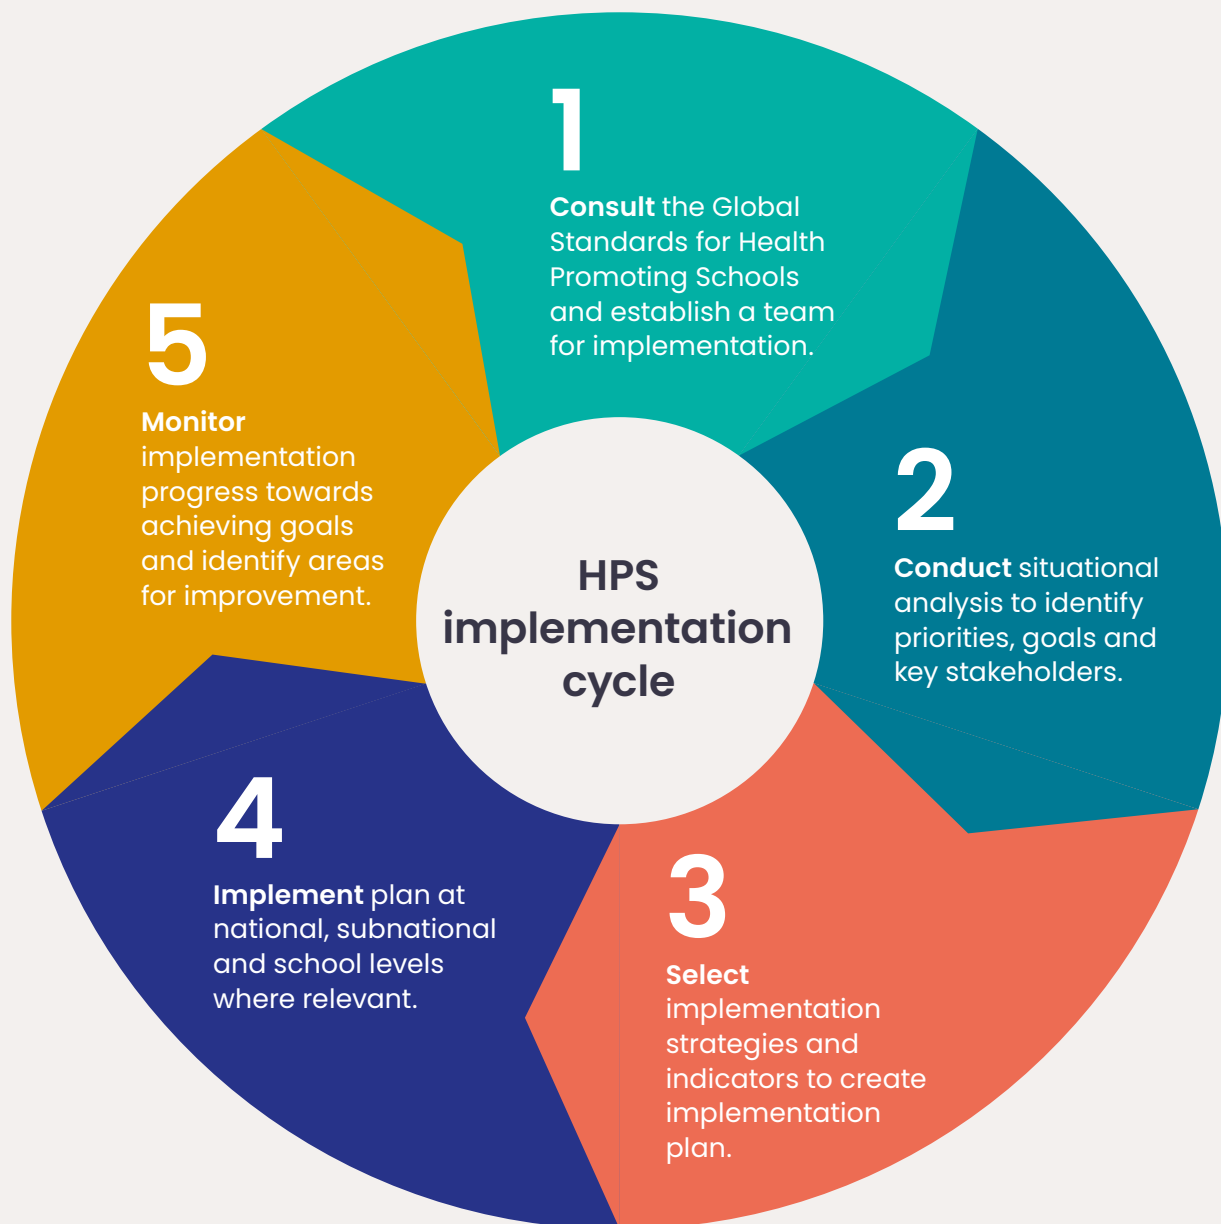 1
Consult the Global
Standards for Health
Promoting Schools
and establish a team
for implementation.
2
Conduct situational
analysis to identify
priorities, goals and
key stakeholders.
3
Select
implementation
strategies and
indicators to create
implementation
plan.
4
Implement plan at
national, subnational
and school levels
where relevant.
5
Monitor
implementation
progress towards
achieving goals
and identify areas
for improvement.
HPS
implementation
cycle